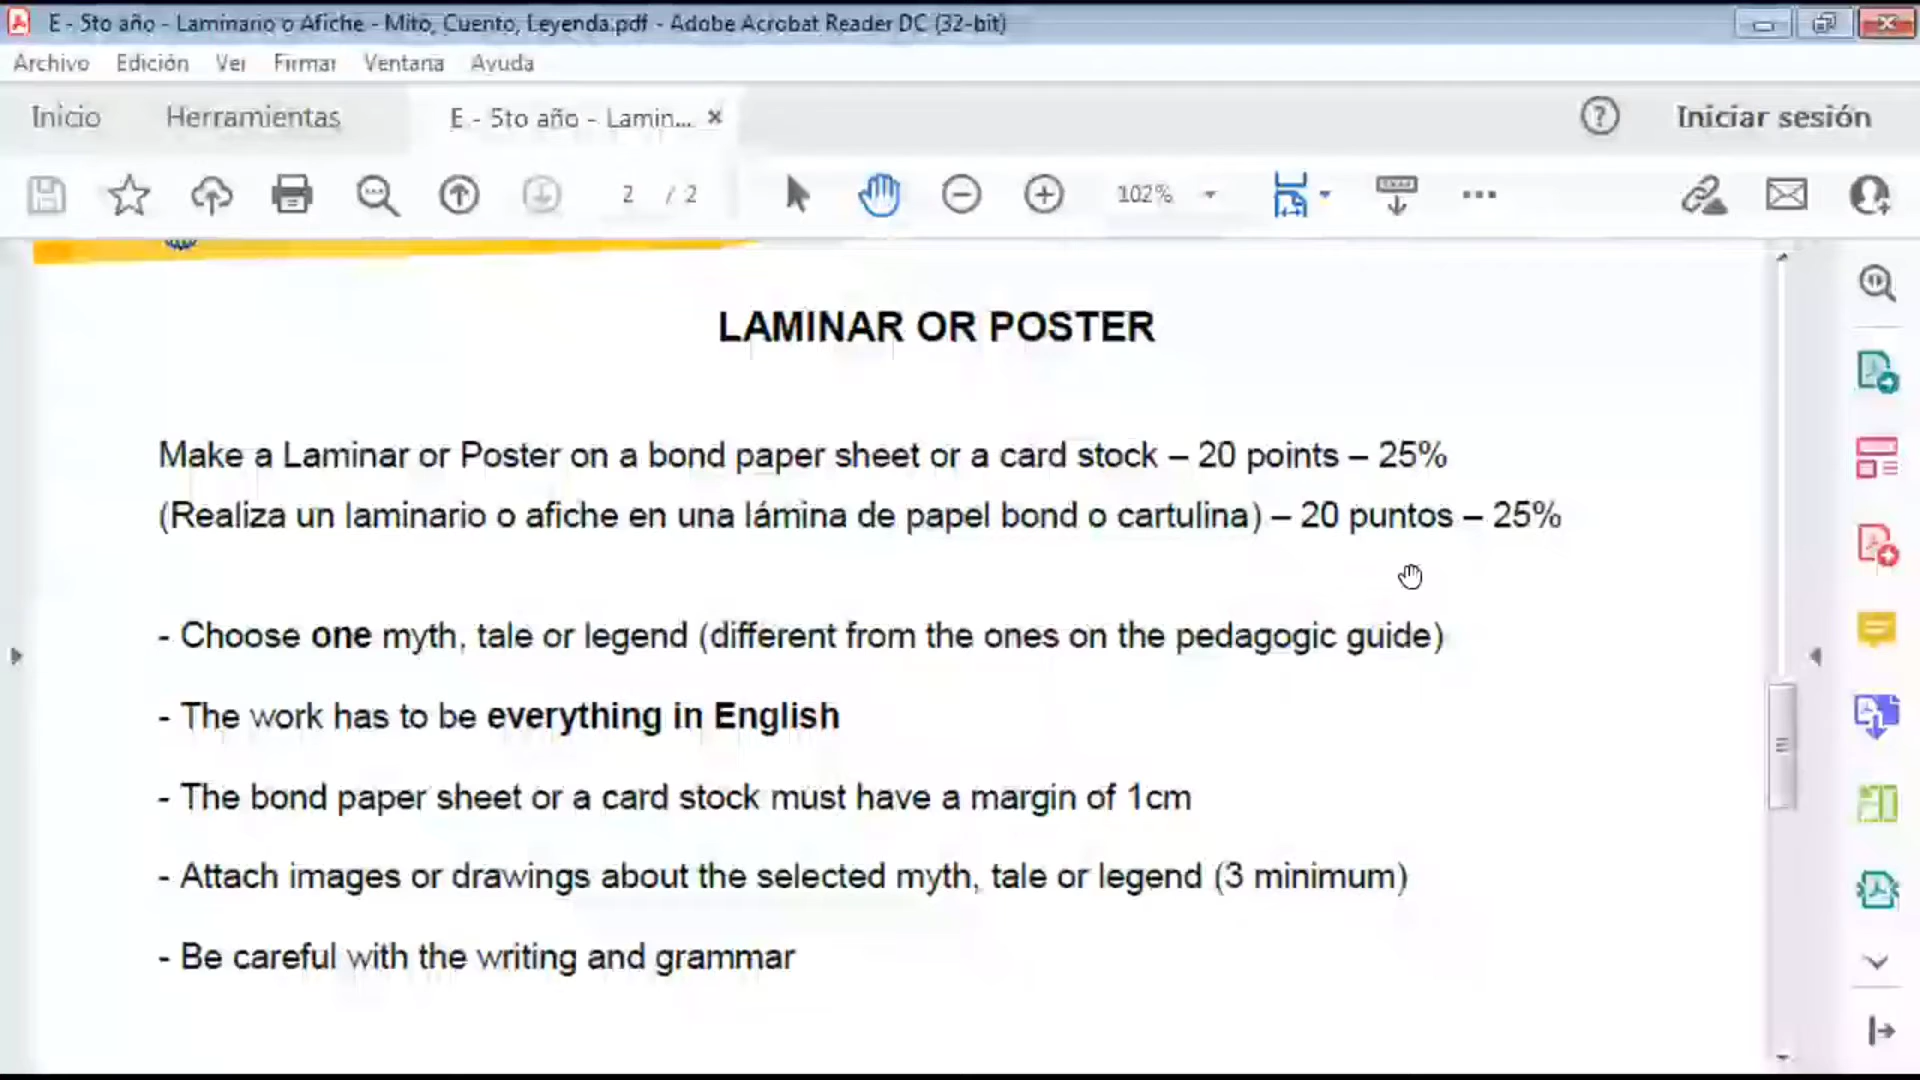 E - 5to año - Laminario o Afiche - Mito, Cuento, Leyenda.pdf - Adobe Acrobat Reader DC (32-bit)
Archivo Edición Ver Firmar Ventana Ayuda
Inicio Herramientas E - 5to año - Lamin... Iniciar sesión
2 / 2 102%
LAMINAR OR POSTER
Make a Laminar or Poster on a bond paper sheet or a card stock – 20 points – 25%
(Realiza un laminario o afiche en una lámina de papel bond o cartulina) – 20 puntos – 25%
- Choose one myth, tale or legend (different from the ones on the pedagogic guide)
- The work has to be everything in English
- The bond paper sheet or a card stock must have a margin of 1cm
- Attach images or drawings about the selected myth, tale or legend (3 minimum)
- Be careful with the writing and grammar